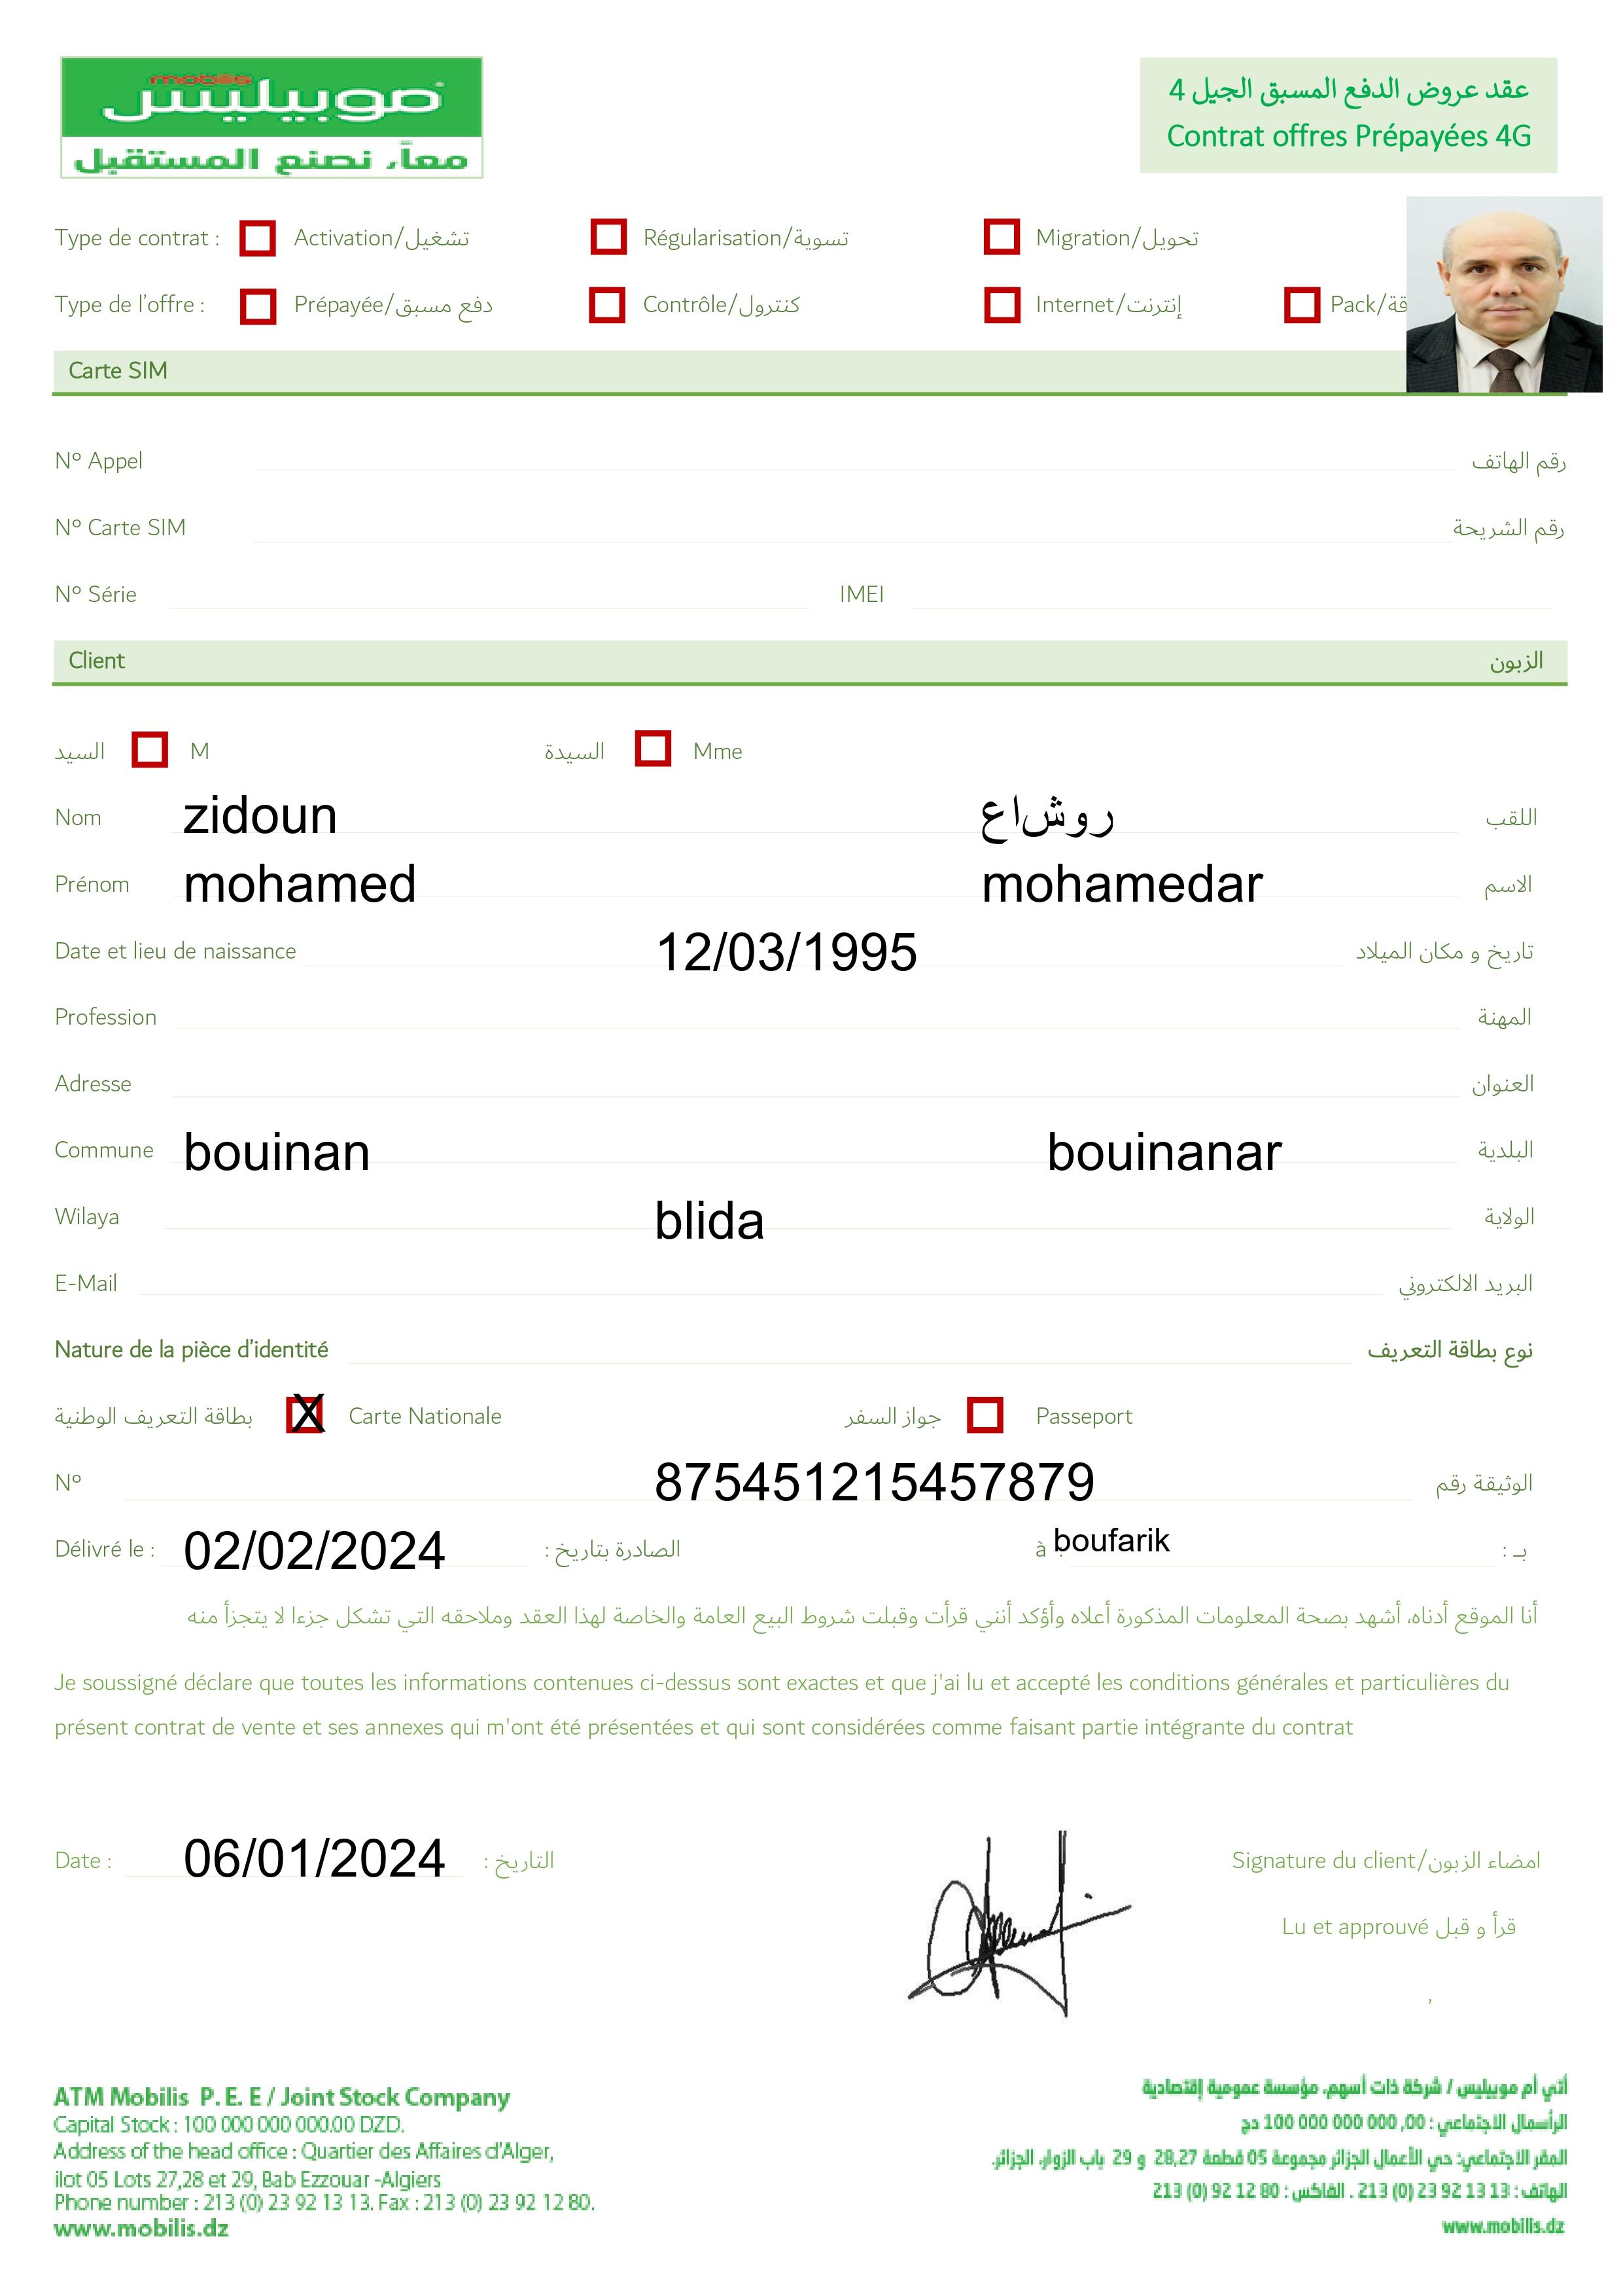 mobilis
موبيليس
معاً، نصنع المستقبل
عقد عروض الدفع المسبق الجيل 4
Contrat offres Prépayées 4G
Type de contrat : Activation/تشغيل Régularisation/تسوية Migration/تحويل
Type de l'offre : Prépayée/دفع مسبق Contrôle/كنترول Internet/إنترنت Pack/
Carte SIM
N° Appel رقم الهاتف
N° Carte SIM رقم الشريحة
N° Série IMEI
Client الزبون
السيد M السيدة Mme
Nom zidoun روشاع اللقب
Prénom mohamed mohamedar الاسم
Date et lieu de naissance 12/03/1995 تاريخ و مكان الميلاد
Profession المهنة
Adresse العنوان
Commune bouinan bouinanar البلدية
Wilaya blida الولاية
E-Mail البريد الالكتروني
Nature de la pièce d'identité نوع بطاقة التعريف
بطاقة التعريف الوطنية X Carte Nationale جواز السفر Passeport
N° 875451215457879 الوثيقة رقم
Délivré le : 02/02/2024 الصادرة بتاريخ : à : boufarik بـ :
أنا الموقع أدناه، أشهد بصحة المعلومات المذكورة أعلاه وأؤكد أنني قرأت وقبلت شروط البيع العامة والخاصة لهذا العقد وملاحقه التي تشكل جزءا لا يتجزأ منه
Je soussigné déclare que toutes les informations contenues ci-dessus sont exactes et que j'ai lu et accepté les conditions générales et particulières du
présent contrat de vente et ses annexes qui m'ont été présentées et qui sont considérées comme faisant partie intégrante du contrat
Date : 06/01/2024 التاريخ : Signature du client/امضاء الزبون
Lu et approuvé قرأ و قبل
,
ATM Mobilis P. E. E / Joint Stock Company
Capital Stock : 100 000 000 000.00 DZD.
Address of the head office : Quartier des Affaires d'Alger,
ilot 05 Lots 27,28 et 29, Bab Ezzouar -Algiers
Phone number : 213 (0) 23 92 13 13. Fax : 213 (0) 23 92 12 80.
www.mobilis.dz
أتي أم موبيليس / شركة ذات أسهم، مؤسسة عمومية إقتصادية
الرأسمال الاجتماعي : 00, 000 000 000 100 دج
المقر الاجتماعي: حي الأعمال الجزائر مجموعة 05 قطعة 28,27 و 29 باب الزوار، الجزائر.
الهاتف : 13 13 92 23 (0) 213 . الفاكس : 80 12 92 (0) 213
www.mobilis.dz